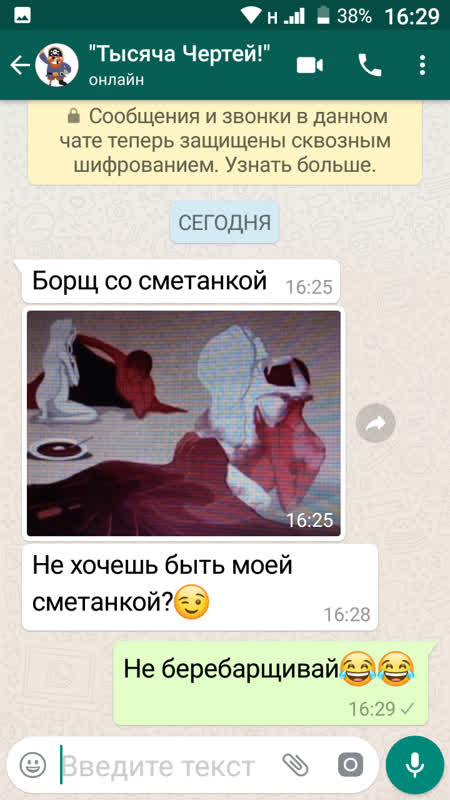 н 38% 16:29
"Тысяча Чертей!"
онлайн
Сообщения и звонки в данном
чате теперь защищены сквозным
шифрованием. Узнать больше.
СЕГОДНЯ
Борщ со сметанкой 16:25
16:25
Не хочешь быть моей
сметанкой?😉 16:28
Не беребарщивай😂😂
16:29
Введите текст